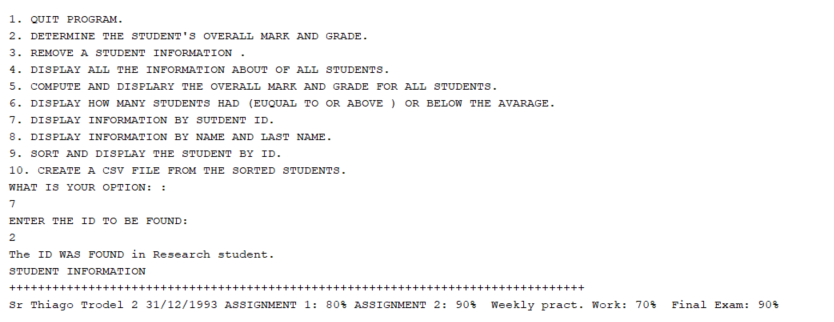 1. QUIT PROGRAM.
2. DETERMINE THE STUDENT'S OVERALL MARK AND GRADE.
3. REMOVE A STUDENT INFORMATION .
4. DISPLAY ALL THE INFORMATION ABOUT OF ALL STUDENTS.
5. COMPUTE AND DISPLARY THE OVERALL MARK AND GRADE FOR ALL STUDENTS.
6. DISPLAY HOW MANY STUDENTS HAD (EUQUAL TO OR ABOVE ) OR BELOW THE AVARAGE.
7. DISPLAY INFORMATION BY SUTDENT ID.
8. DISPLAY INFORMATION BY NAME AND LAST NAME.
9. SORT AND DISPLAY THE STUDENT BY ID.
10. CREATE A CSV FILE FROM THE SORTED STUDENTS.
WHAT IS YOUR OPTION: :
7
ENTER THE ID TO BE FOUND:
2
The ID WAS FOUND in Research student.
STUDENT INFORMATION
++++++++++++++++++++++++++++++++++++++++++++++++++++++++++++++++++++++++++++++++
Sr Thiago Trodel 2 31/12/1993 ASSIGNMENT 1: 80% ASSIGNMENT 2: 90%  Weekly pract. Work: 70%  Final Exam: 90%